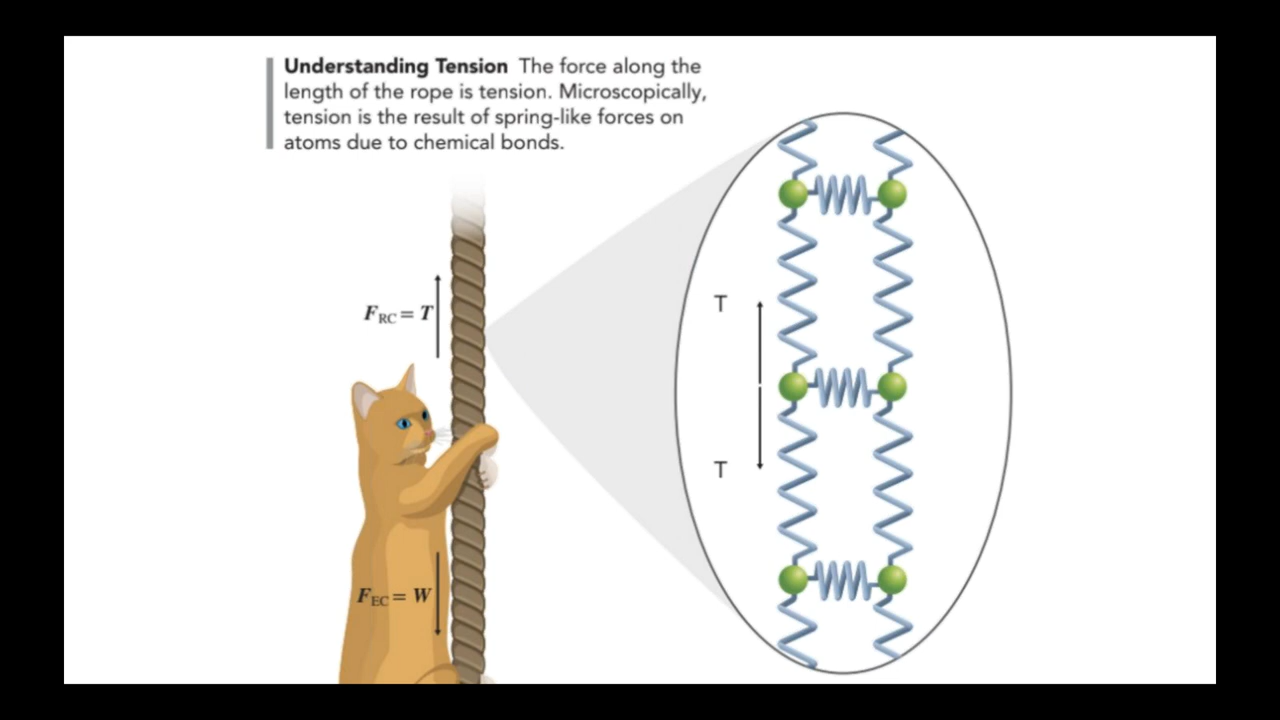 Understanding Tension The force along the
length of the rope is tension. Microscopically,
tension is the result of spring-like forces on
atoms due to chemical bonds.
F_RC = T
T
T
F_EC = W